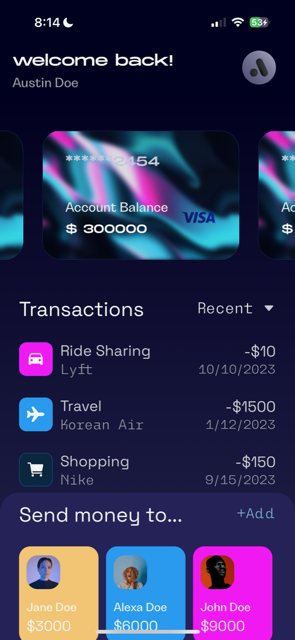 8:14
53
welcome back!
Austin Doe
****** 2454
Account Balance
$ 300000
VISA
Ac
$
Transactions
Recent
Ride Sharing
-$10
Lyft
10/10/2023
Travel
-$1500
Korean Air
1/12/2023
Shopping
-$150
Nike
9/15/2023
Send money to...
+Add
Jane Doe
Alexa Doe
John Doe
$3000
$6000
$9000